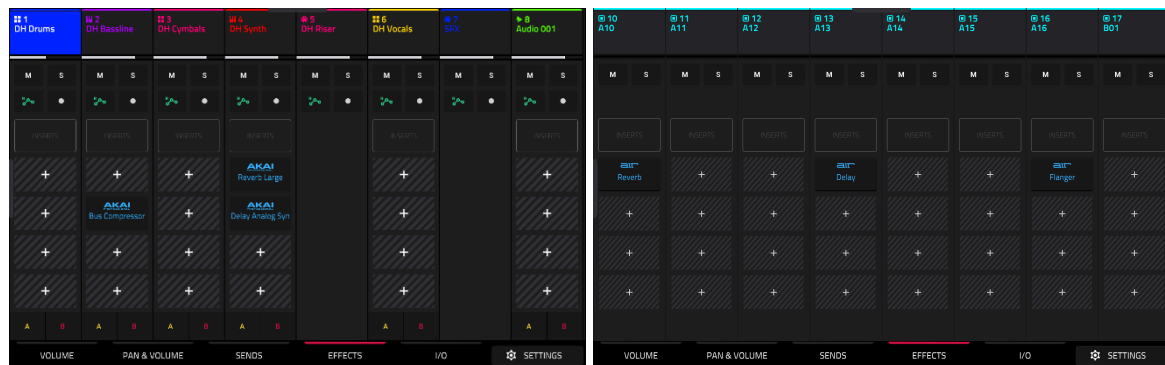 1 2 3 4 5 6 7 8
DH Drums DH Bassline DH Cymbals DH Synth DH Riser DH Vocals SFX Audio 001
M S M S M S M S M S M S M S M S
INSERTS INSERTS INSERTS INSERTS INSERTS INSERTS
+ + + AKAI Reverb Large + +
+ AKAI Bus Compressor + AKAI Delay Analog Syn + +
+ + + + + +
+ + + + + +
A B A B A B A B A B A B
VOLUME PAN & VOLUME SENDS EFFECTS I/O SETTINGS
10 11 12 13 14 15 16 17
A10 A11 A12 A13 A14 A15 A16 B01
M S M S M S M S M S M S M S M S
INSERTS INSERTS INSERTS INSERTS INSERTS INSERTS INSERTS INSERTS
air Reverb + + air Delay + + air Flanger +
+ + + + + + + +
+ + + + + + + +
+ + + + + + + +
VOLUME PAN & VOLUME SENDS EFFECTS I/O SETTINGS